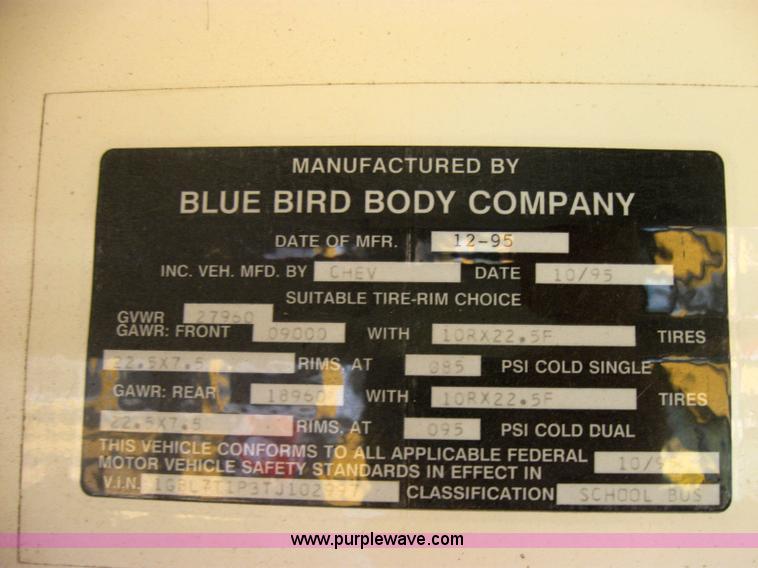 MANUFACTURED BY
BLUE BIRD BODY COMPANY
DATE OF MFR. 12-95
INC. VEH. MFD. BY CHEV DATE 10/95
SUITABLE TIRE-RIM CHOICE
GVWR 27960
GAWR: FRONT 09000 WITH 10RX22.5F TIRES
22.5X7.5 RIMS, AT 085 PSI COLD SINGLE
GAWR: REAR 18960 WITH 10RX22.5F TIRES
22.5X7.5 RIMS, AT 095 PSI COLD DUAL
THIS VEHICLE CONFORMS TO ALL APPLICABLE FEDERAL
MOTOR VEHICLE SAFETY STANDARDS IN EFFECT IN
V.I.N. CLASSIFICATION SCHOOL BUS
www.purplewave.com